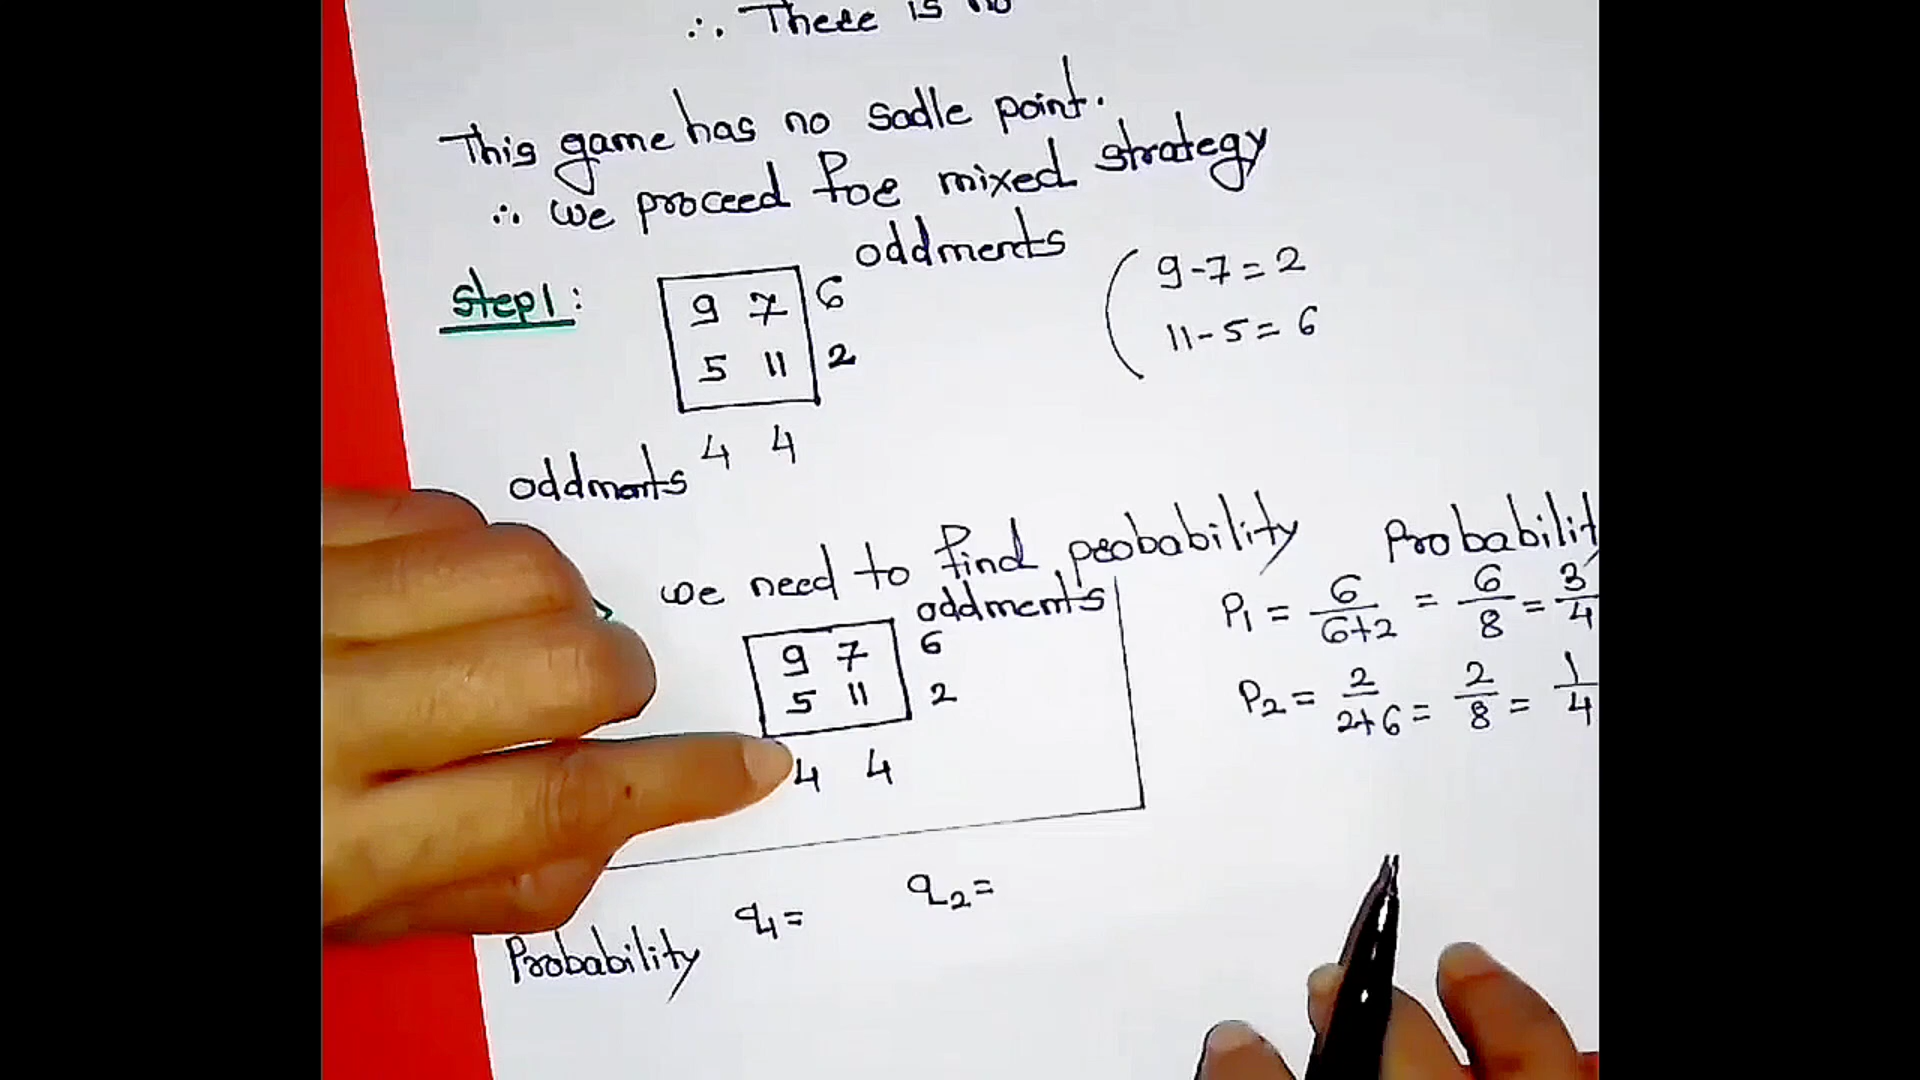 ∴ There is no
This game has no sadle point.
∴ we proceed for mixed strategy
oddments
step1:
9 7 6
5 11 2
4 4
oddments
( 9-7=2
11-5=6
we need to find probability
oddments
9 7 6
5 11 2
4 4
Probability
P1 = 6/6+2 = 6/8 = 3/4
P2 = 2/2+6 = 2/8 = 1/4
Probability q1= q2=